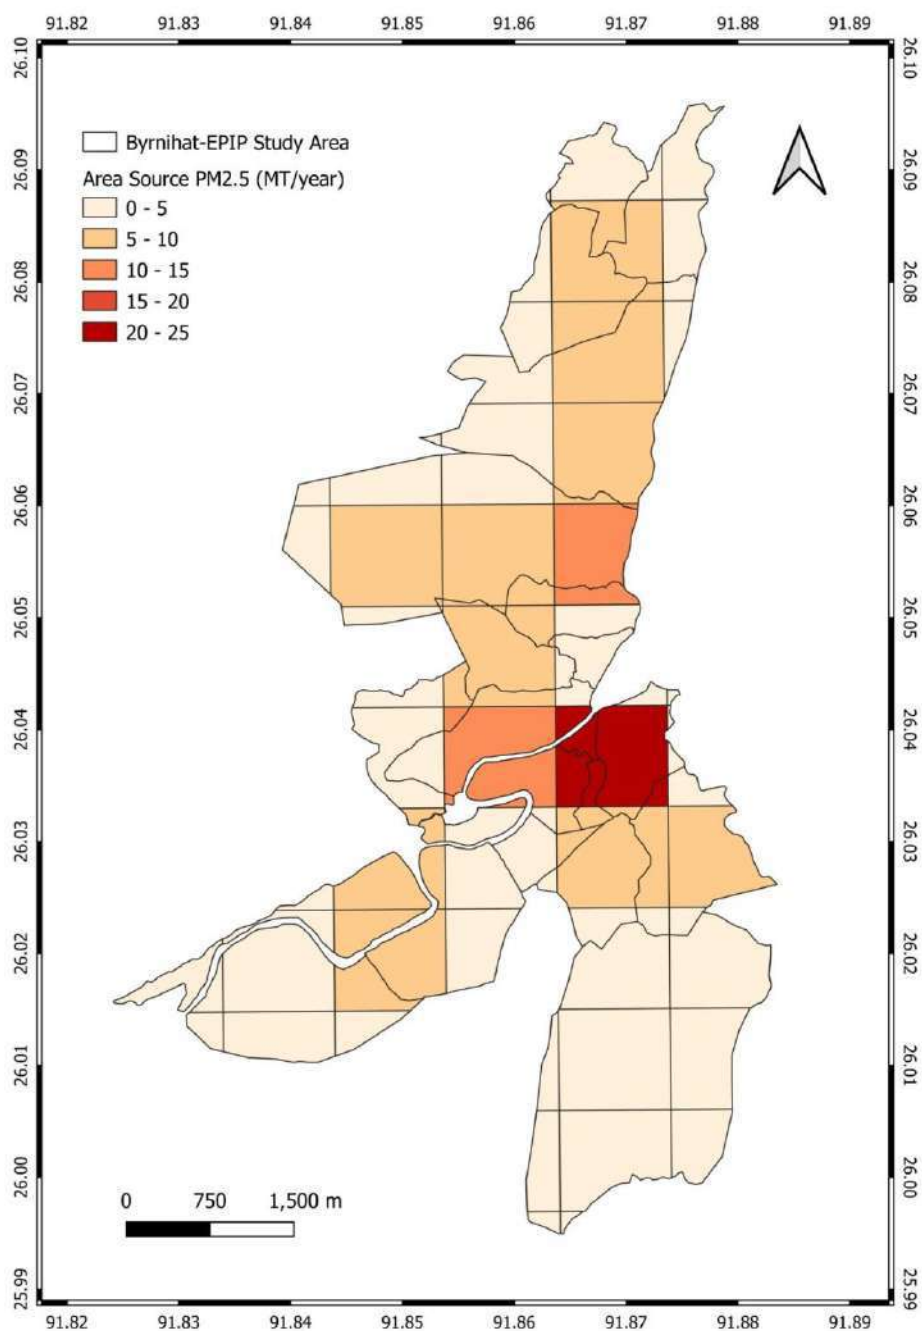 91.82 91.83 91.84 91.85 91.86 91.87 91.88 91.89
26.10 26.10
Byrnihat-EPIP Study Area
Area Source PM2.5 (MT/year)
0 - 5
5 - 10
10 - 15
15 - 20
20 - 25
26.09 26.09
26.08 26.08
26.07 26.07
26.06 26.06
26.05 26.05
26.04 26.04
26.03 26.03
26.02 26.02
26.01 26.01
26.00 26.00
0 750 1,500 m
25.99 25.99
91.82 91.83 91.84 91.85 91.86 91.87 91.88 91.89